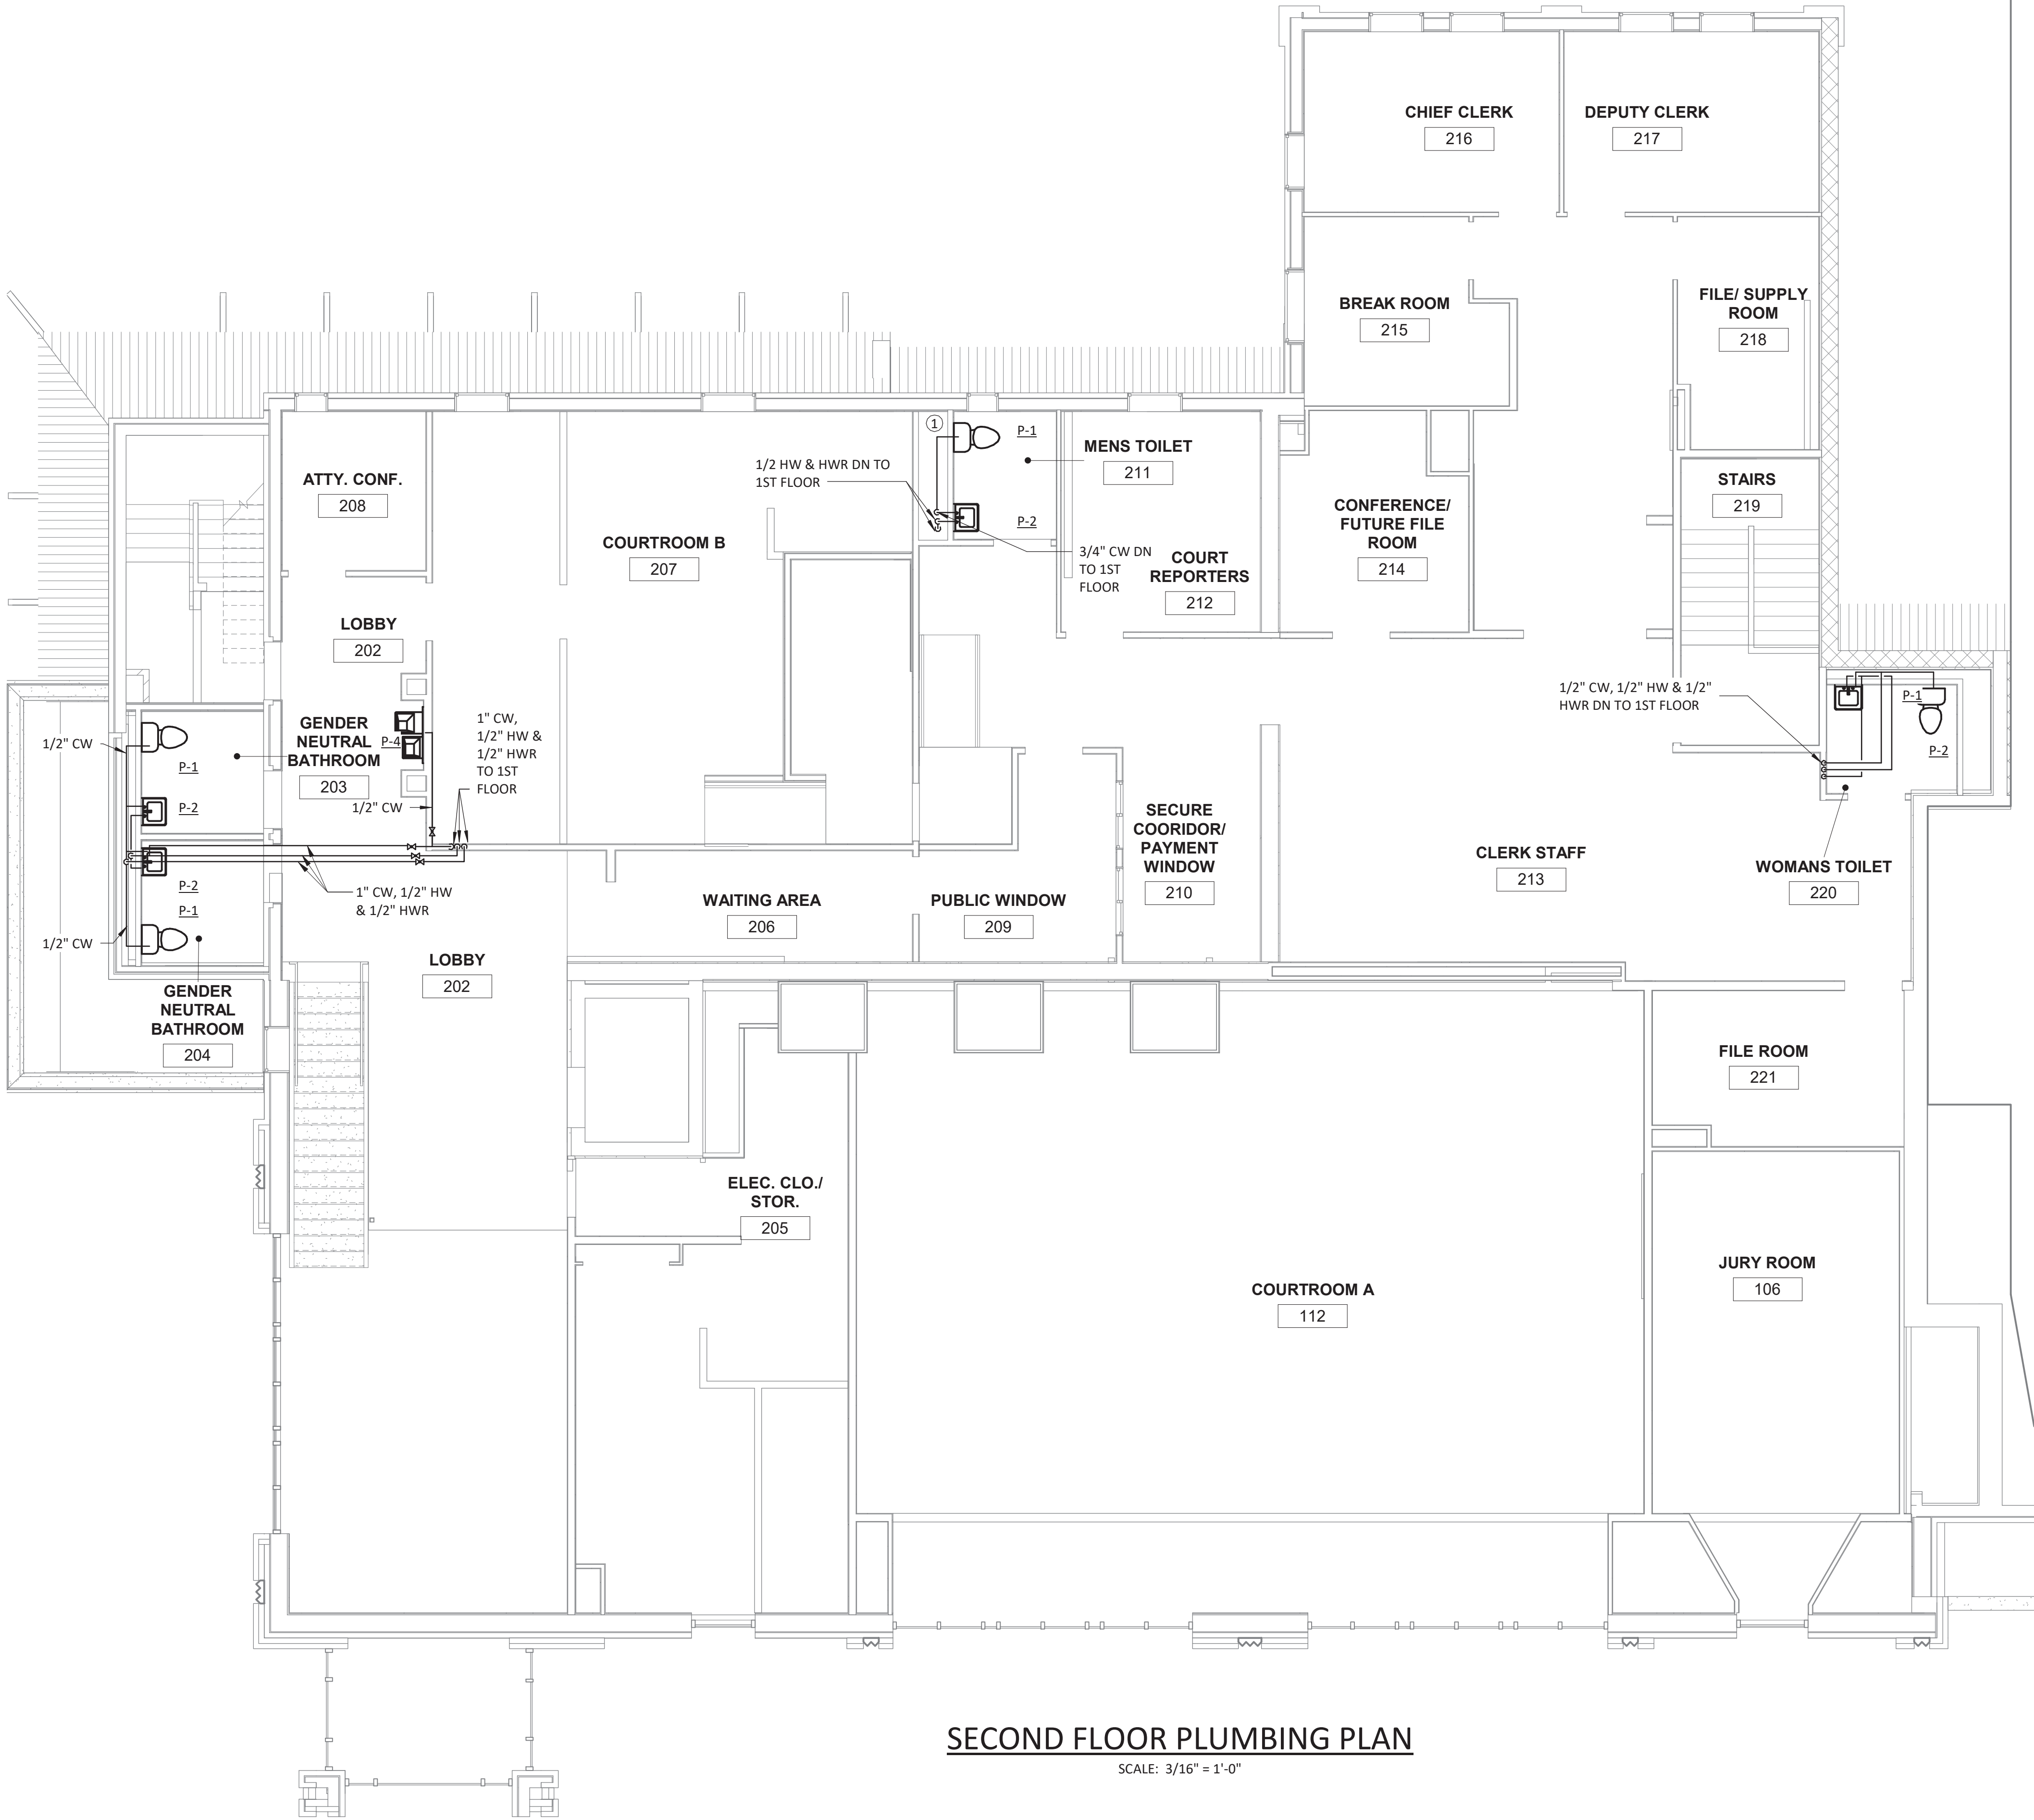 CHIEF CLERK
216
DEPUTY CLERK
217
BREAK ROOM
215
FILE/ SUPPLY
ROOM
218
1
P-1
MENS TOILET
211
1/2 HW & HWR DN TO
1ST FLOOR
P-2
3/4" CW DN
TO 1ST
FLOOR
COURT
REPORTERS
212
ATTY. CONF.
208
COURTROOM B
207
CONFERENCE/
FUTURE FILE
ROOM
214
STAIRS
219
LOBBY
202
1/2" CW, 1/2" HW & 1/2"
HWR DN TO 1ST FLOOR
P-1
P-2
1/2" CW
P-1
P-2
GENDER
NEUTRAL
BATHROOM
203
P-4
1/2" CW
1" CW,
1/2" HW &
1/2" HWR
TO 1ST
FLOOR
P-2
P-1
1" CW, 1/2" HW
& 1/2" HWR
1/2" CW
SECURE
COORIDOR/
PAYMENT
WINDOW
210
CLERK STAFF
213
WOMANS TOILET
220
WAITING AREA
206
PUBLIC WINDOW
209
LOBBY
202
GENDER
NEUTRAL
BATHROOM
204
FILE ROOM
221
ELEC. CLO./
STOR.
205
COURTROOM A
112
JURY ROOM
106
SECOND FLOOR PLUMBING PLAN
SCALE: 3/16" = 1'-0"